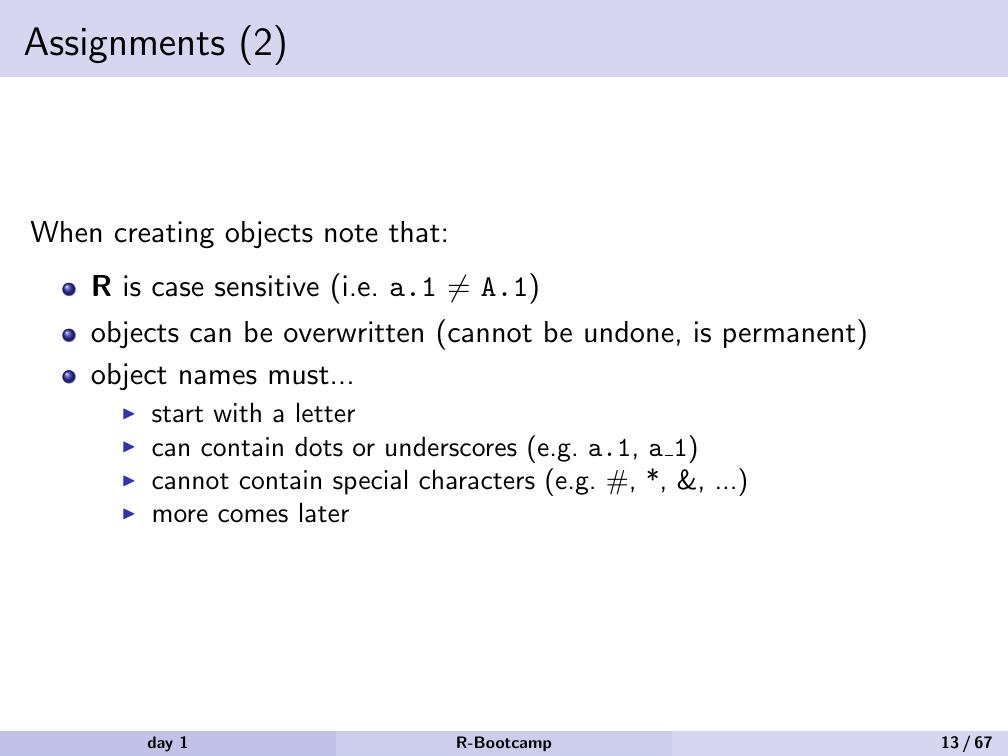 Assignments (2)
When creating objects note that:
R is case sensitive (i.e. a.1 ≠ A.1)
objects can be overwritten (cannot be undone, is permanent)
object names must...
start with a letter
can contain dots or underscores (e.g. a.1, a_1)
cannot contain special characters (e.g. #, *, &, ...)
more comes later
day 1
R-Bootcamp
13 / 67